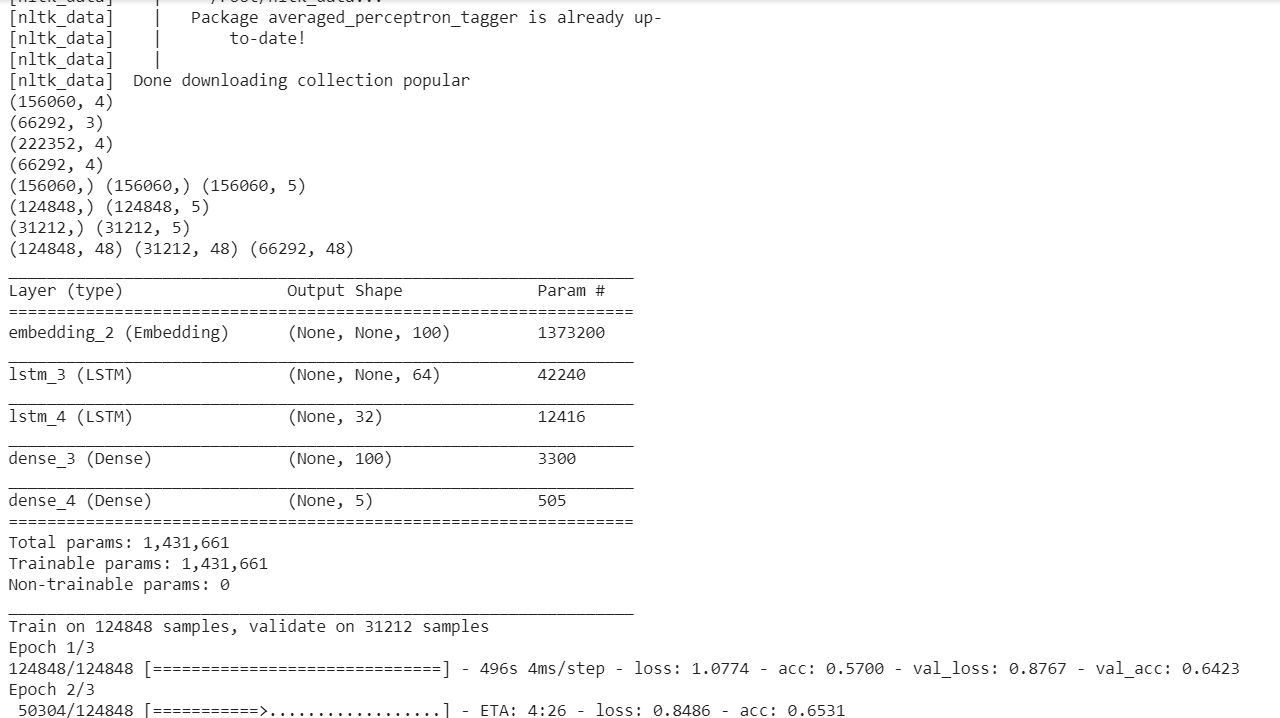 [nltk_data]    |     /root/nltk_data...
[nltk_data]    |   Package averaged_perceptron_tagger is already up-
[nltk_data]    |       to-date!
[nltk_data]    |
[nltk_data]  Done downloading collection popular
(156060, 4)
(66292, 3)
(222352, 4)
(66292, 4)
(156060,) (156060,) (156060, 5)
(124848,) (124848, 5)
(31212,) (31212, 5)
(124848, 48) (31212, 48) (66292, 48)
_________________________________________________________________
Layer (type)                 Output Shape              Param #
=================================================================
embedding_2 (Embedding)      (None, None, 100)         1373200
_________________________________________________________________
lstm_3 (LSTM)                (None, None, 64)          42240
_________________________________________________________________
lstm_4 (LSTM)                (None, 32)                12416
_________________________________________________________________
dense_3 (Dense)              (None, 100)               3300
_________________________________________________________________
dense_4 (Dense)              (None, 5)                 505
=================================================================
Total params: 1,431,661
Trainable params: 1,431,661
Non-trainable params: 0
_________________________________________________________________
Train on 124848 samples, validate on 31212 samples
Epoch 1/3
124848/124848 [==============================] - 496s 4ms/step - loss: 1.0774 - acc: 0.5700 - val_loss: 0.8767 - val_acc: 0.6423
Epoch 2/3
 50304/124848 [===========>..................] - ETA: 4:26 - loss: 0.8486 - acc: 0.6531